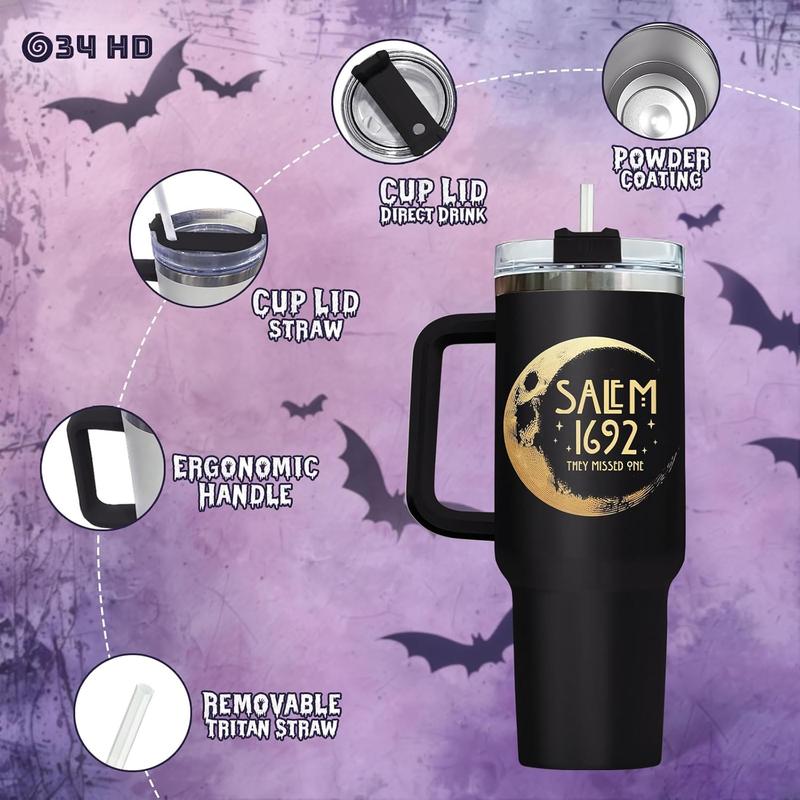 34 HD
CUP LID
DIRECT DRINK
POWDER
COATING
CUP LID
STRAW
SALEM
1692
THEY MISSED ONE
ERGONOMIC
HANDLE
REMOVABLE
TRITAN STRAW